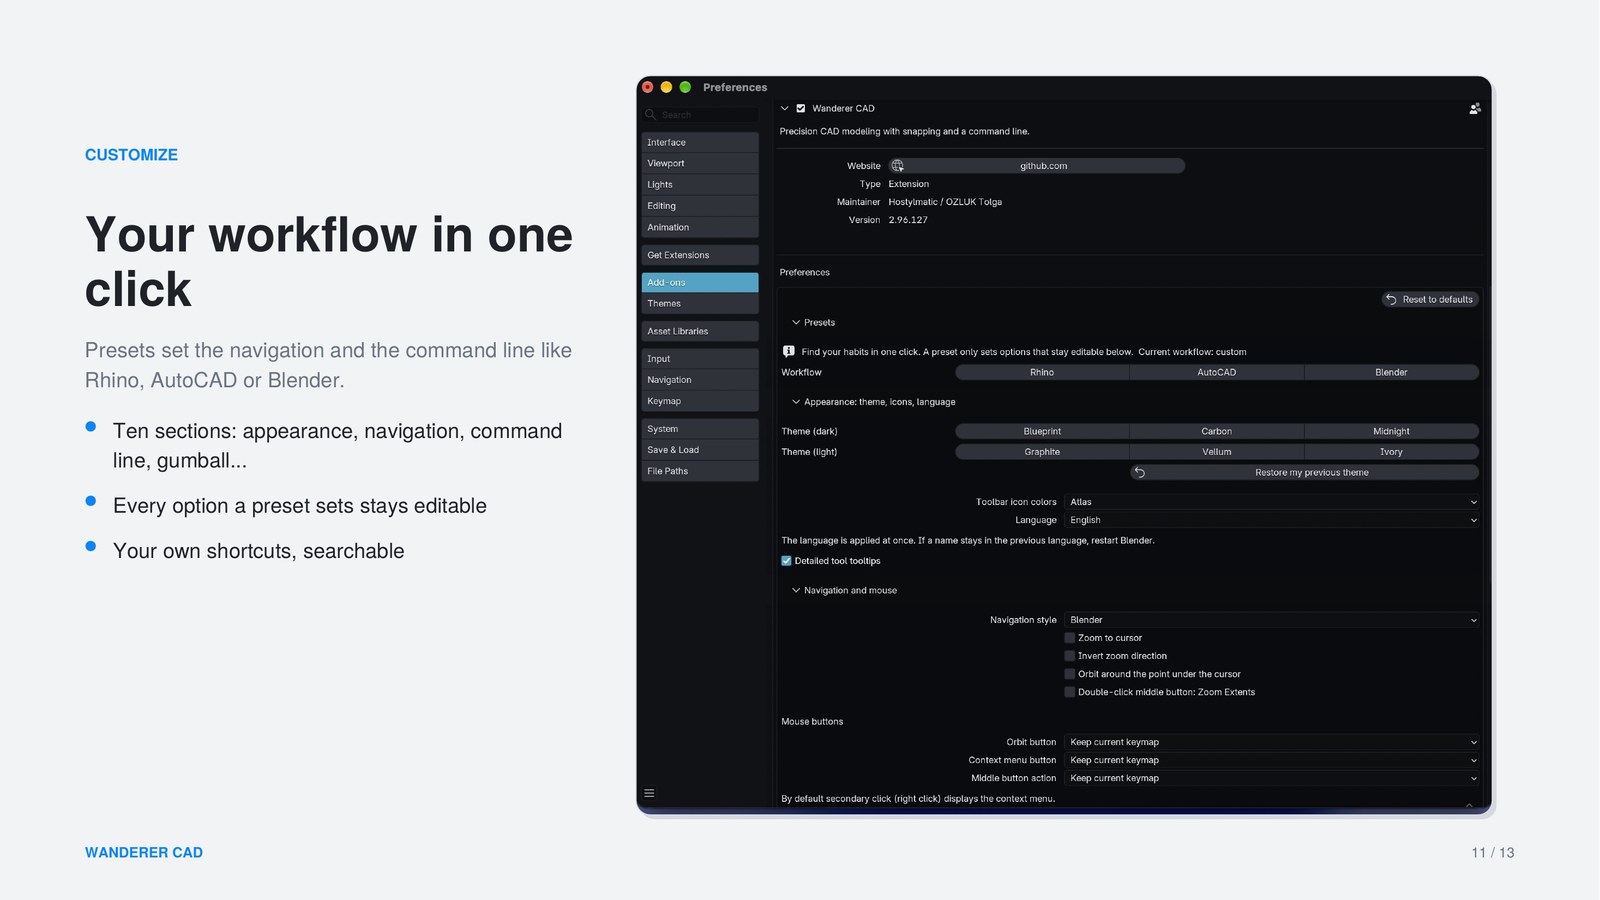 CUSTOMIZE
Your workflow in one
click
Presets set the navigation and the command line like
Rhino, AutoCAD or Blender.
Ten sections: appearance, navigation, command
line, gumball...
Every option a preset sets stays editable
Your own shortcuts, searchable
Preferences
Search
Interface
Viewport
Lights
Editing
Animation
Get Extensions
Add-ons
Themes
Asset Libraries
Input
Navigation
Keymap
System
Save & Load
File Paths
Wanderer CAD
Precision CAD modeling with snapping and a command line.
Website github.com
Type Extension
Maintainer Hostylmatic / OZLUK Tolga
Version 2.96.127
Preferences
Reset to defaults
Presets
Find your habits in one click. A preset only sets options that stay editable below. Current workflow: custom
Workflow Rhino AutoCAD Blender
Appearance: theme, icons, language
Theme (dark) Blueprint Carbon Midnight
Theme (light) Graphite Vellum Ivory
Restore my previous theme
Toolbar icon colors Atlas
Language English
The language is applied at once. If a name stays in the previous language, restart Blender.
Detailed tool tooltips
Navigation and mouse
Navigation style Blender
Zoom to cursor
Invert zoom direction
Orbit around the point under the cursor
Double-click middle button: Zoom Extents
Mouse buttons
Orbit button Keep current keymap
Context menu button Keep current keymap
Middle button action Keep current keymap
By default secondary click (right click) displays the context menu.
WANDERER CAD
11 / 13